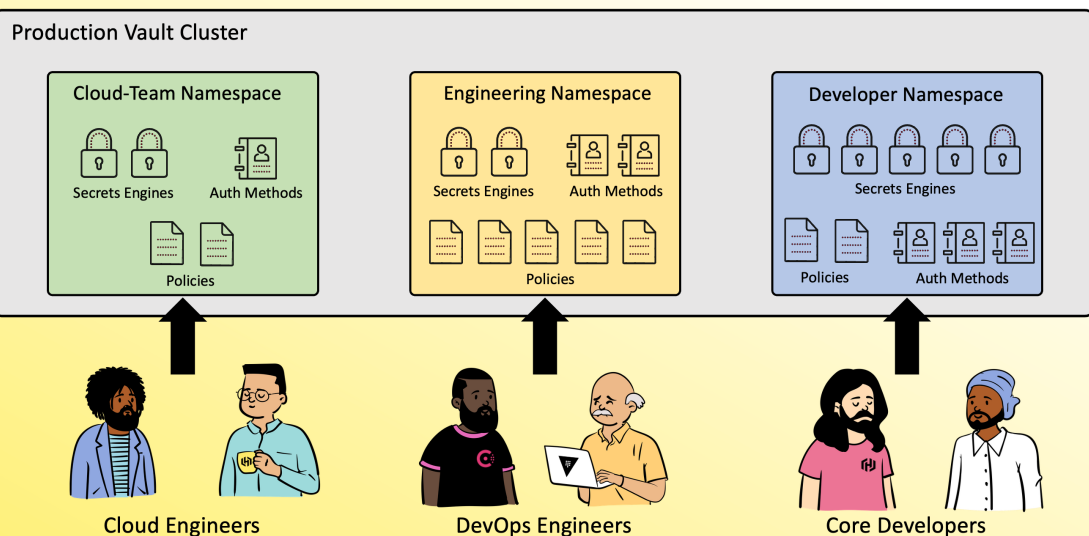 Production Vault Cluster
Cloud-Team Namespace
Secrets Engines
Auth Methods
Policies
Engineering Namespace
Secrets Engines
Auth Methods
Policies
Developer Namespace
Secrets Engines
Policies
Auth Methods
Cloud Engineers
DevOps Engineers
Core Developers